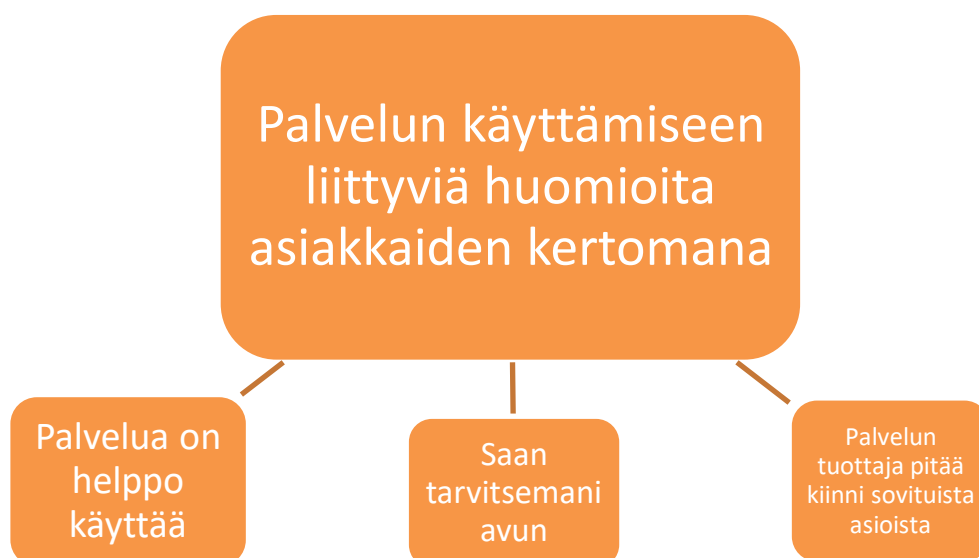 Palvelun käyttämiseen
liittyviä huomioita
asiakkaiden kertomana
Palvelua on
helppo
käyttää
Saan
tarvitsemani
avun
Palvelun
tuottaja pitää
kiinni sovituista
asioista